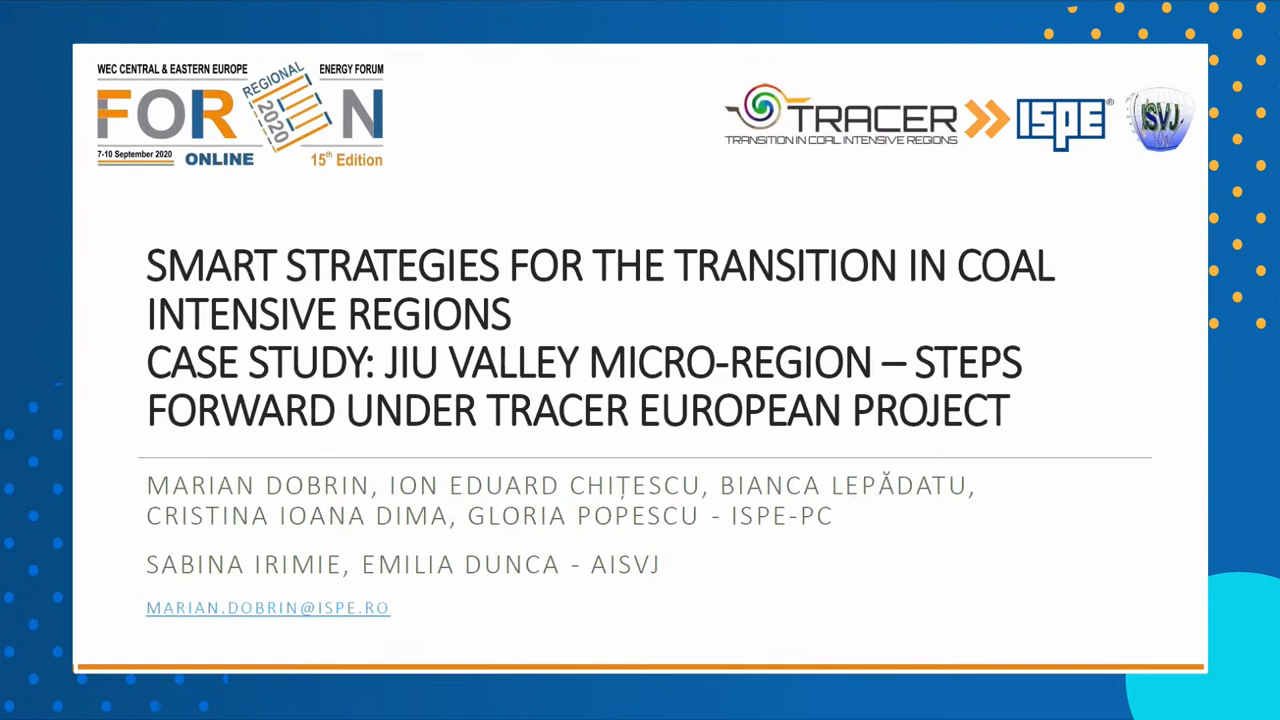 WEC CENTRAL & EASTERN EUROPE ENERGY FORUM
FOREN
REGIONAL
2020
7-10 September 2020 ONLINE 15th Edition
TRACER
TRANSITION IN COAL INTENSIVE REGIONS
ISPE®
ISVJ
SMART STRATEGIES FOR THE TRANSITION IN COAL
INTENSIVE REGIONS
CASE STUDY: JIU VALLEY MICRO-REGION – STEPS
FORWARD UNDER TRACER EUROPEAN PROJECT
MARIAN DOBRIN, ION EDUARD CHIȚESCU, BIANCA LEPĂDATU,
CRISTINA IOANA DIMA, GLORIA POPESCU - ISPE-PC
SABINA IRIMIE, EMILIA DUNCA - AISVJ
MARIAN.DOBRIN@ISPE.RO